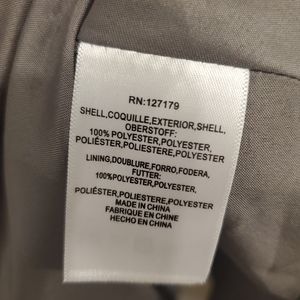 RN:127179
SHELL,COQUILLE,EXTERIOR,SHELL,
OBERSTOFF:
100%POLYESTER,POLYESTER,
POLIÉSTER,POLIESTERE,POLYESTER
LINING,DOUBLURE,FORRO,FODERA,
FUTTER:
100%POLYESTER,POLYESTER,
POLIÉSTER,POLIESTERE,POLYESTER
MADE IN CHINA
FABRIQUE EN CHINE
HECHO EN CHINA